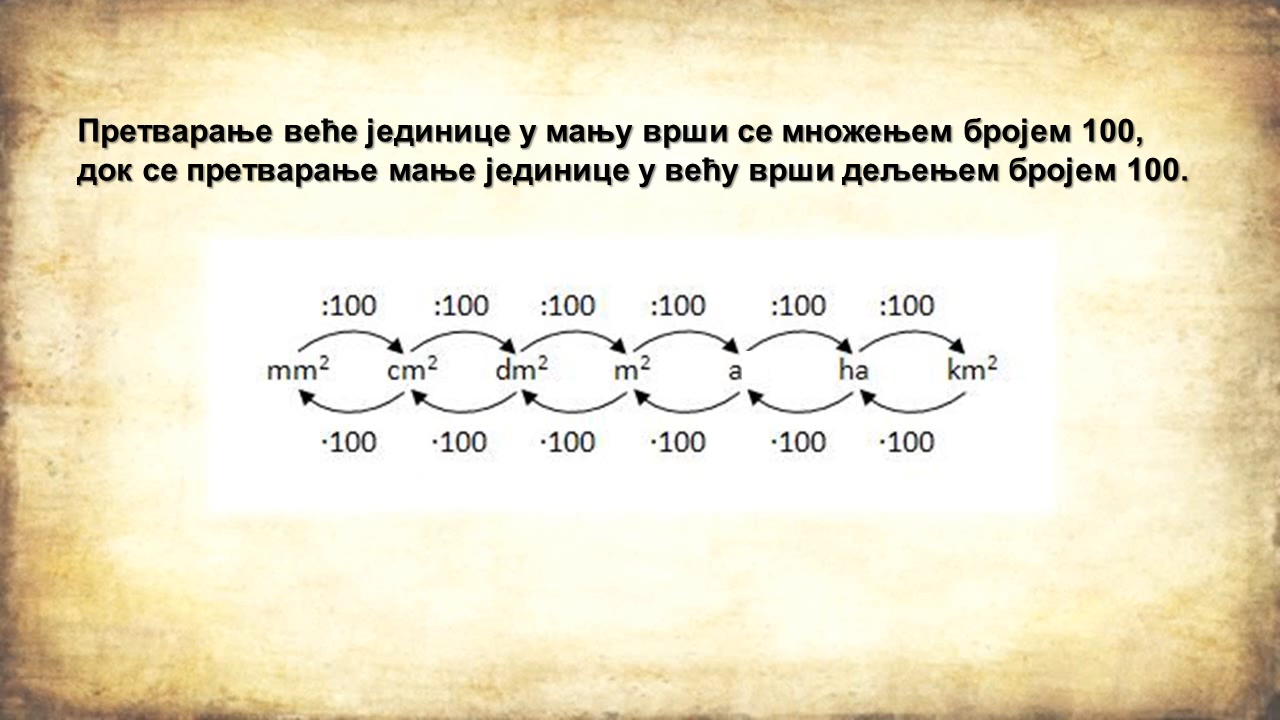 Претварање веће јединице у мању врши се множењем бројем 100,
док се претварање мање јединице у већу врши дељењем бројем 100.
:100 :100 :100 :100 :100 :100
mm² cm² dm² m² a ha km²
·100 ·100 ·100 ·100 ·100 ·100